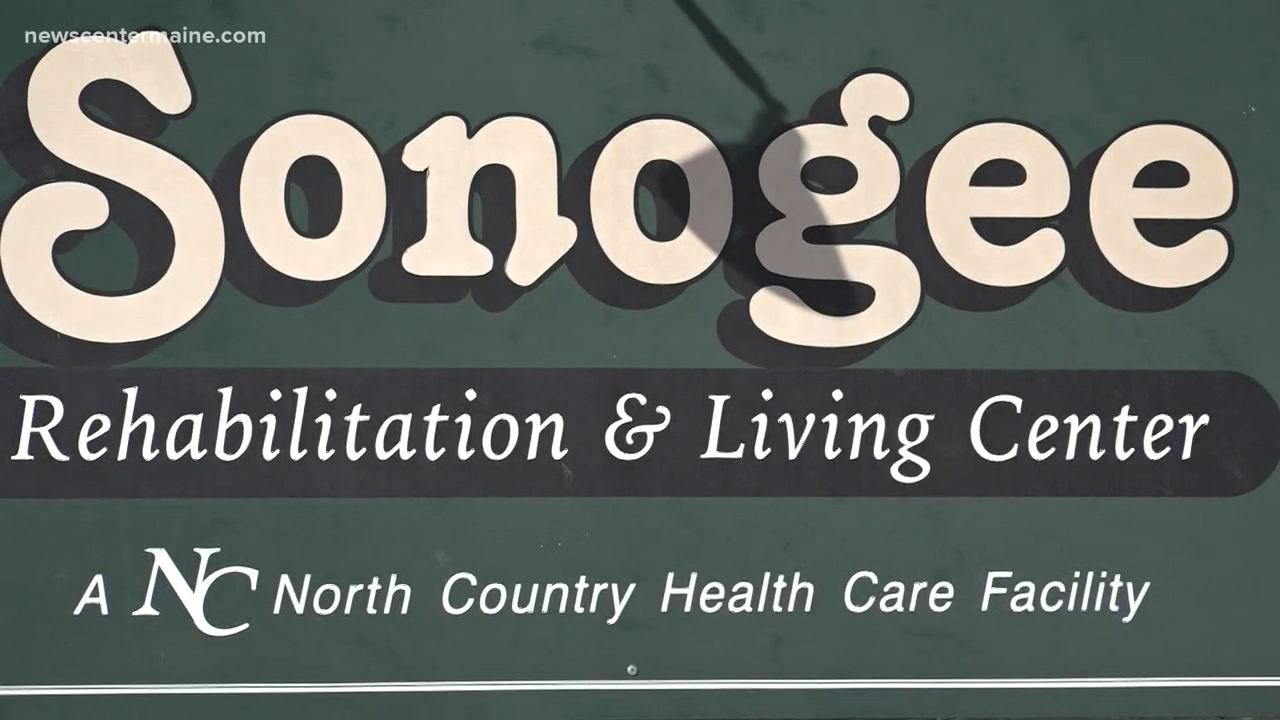 newscentermaine.com
Sonogee
Rehabilitation & Living Center
A NC North Country Health Care Facility